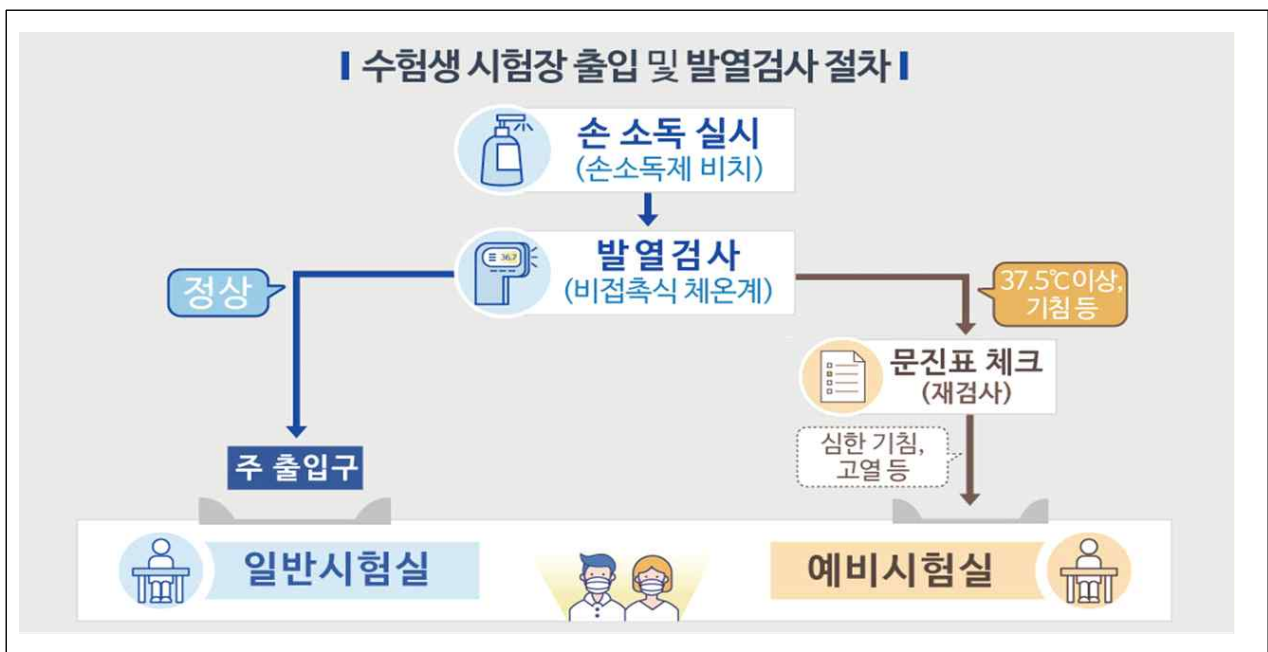 수험생 시험장 출입 및 발열검사 절차
손 소독 실시
(손소독제 비치)
발열검사
(비접촉식 체온계)
36.7
정상
37.5℃이상,
기침 등
문진표 체크
(재검사)
심한 기침,
고열 등
주 출입구
일반시험실
예비시험실